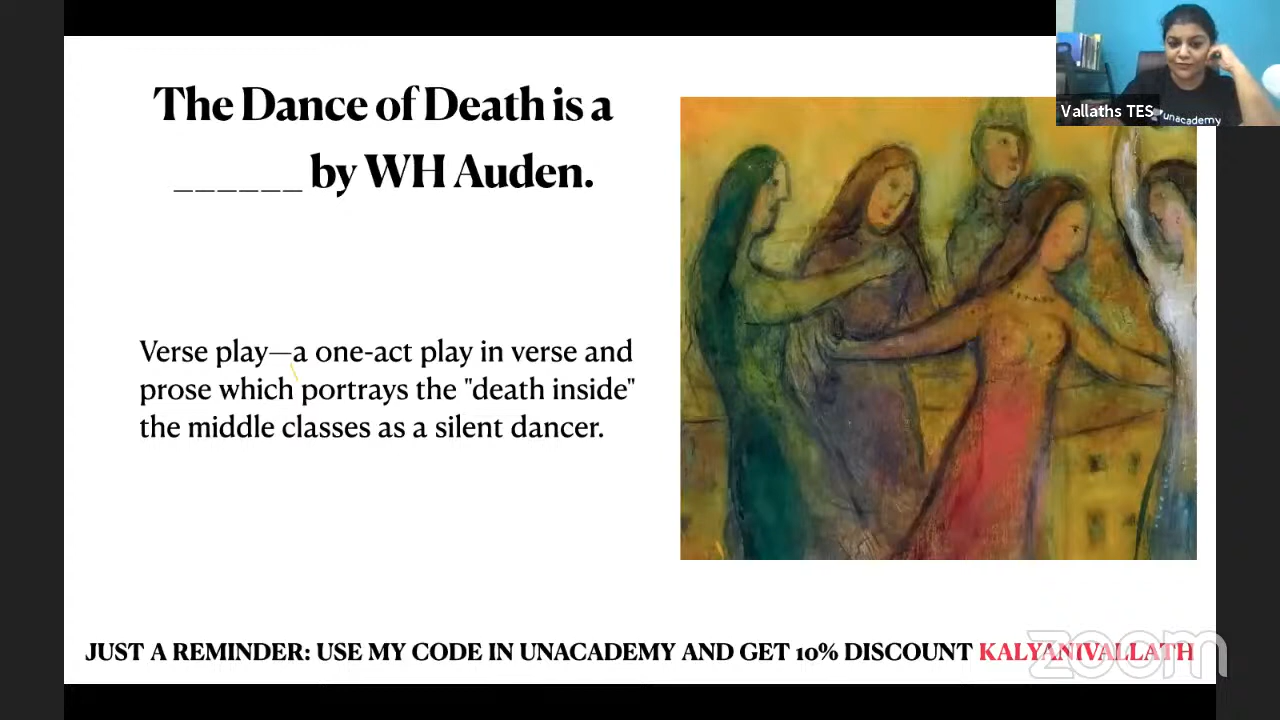 The Dance of Death is a
______ by WH Auden.
Verse play—a one-act play in verse and
prose which portrays the "death inside"
the middle classes as a silent dancer.
JUST A REMINDER: USE MY CODE IN UNACADEMY AND GET 10% DISCOUNT KALYANIVALLATH
zoom
Vallaths TES
unacademy